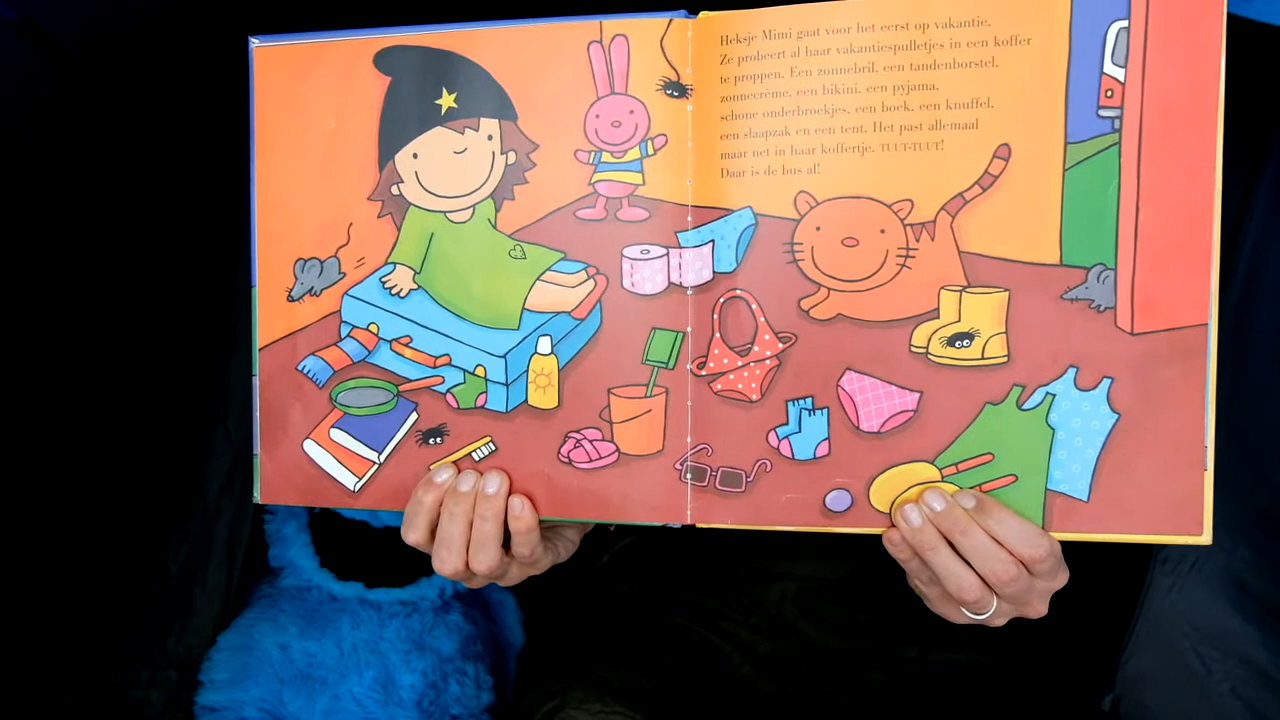 Heksje Mimi gaat voor het eerst op vakantie.
Ze probeert al haar vakantiespulletjes in een koffer
te proppen. Een zonnebril, een tandenborstel,
zonnecrème, een bikini, een pyjama,
schone onderbroekjes, een boek, een knuffel,
een slaapzak en een tent. Het past allemaal
maar net in haar koffertje. TUUT-TUUT!
Daar is de bus al!